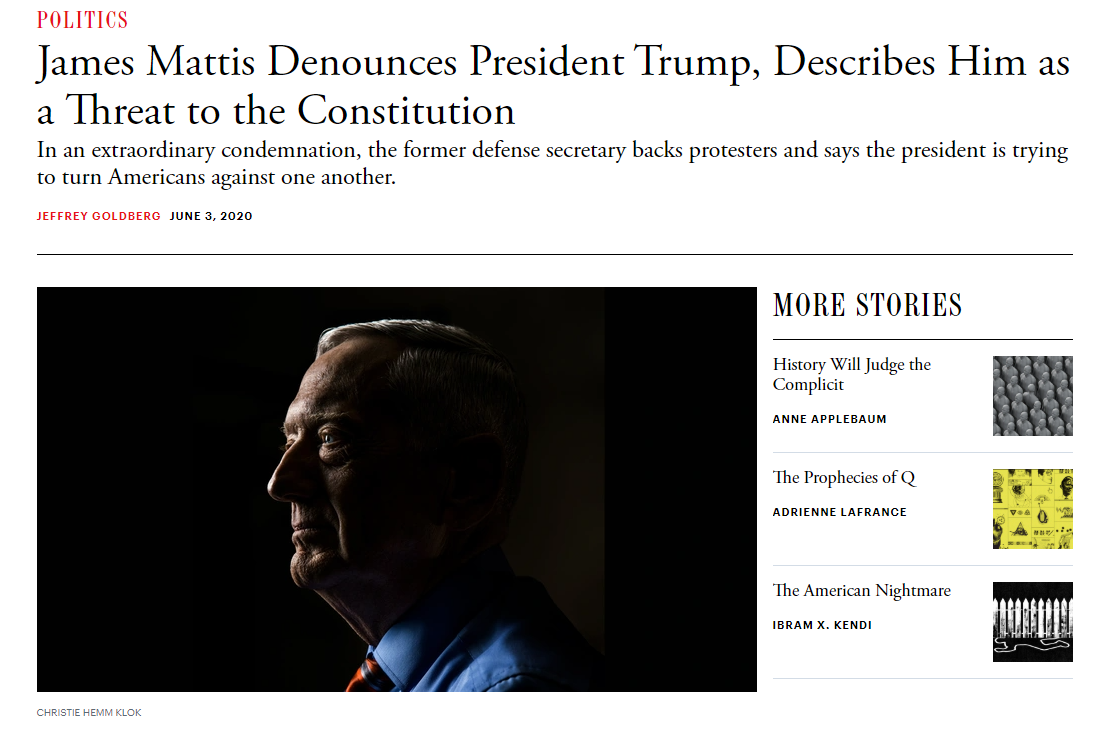 POLITICS
James Mattis Denounces President Trump, Describes Him as
a Threat to the Constitution
In an extraordinary condemnation, the former defense secretary backs protesters and says the president is trying
to turn Americans against one another.
JEFFREY GOLDBERG JUNE 3, 2020
MORE STORIES
History Will Judge the
Complicit
ANNE APPLEBAUM
The Prophecies of Q
ADRIENNE LAFRANCE
The American Nightmare
IBRAM X. KENDI
CHRISTIE HEMM KLOK